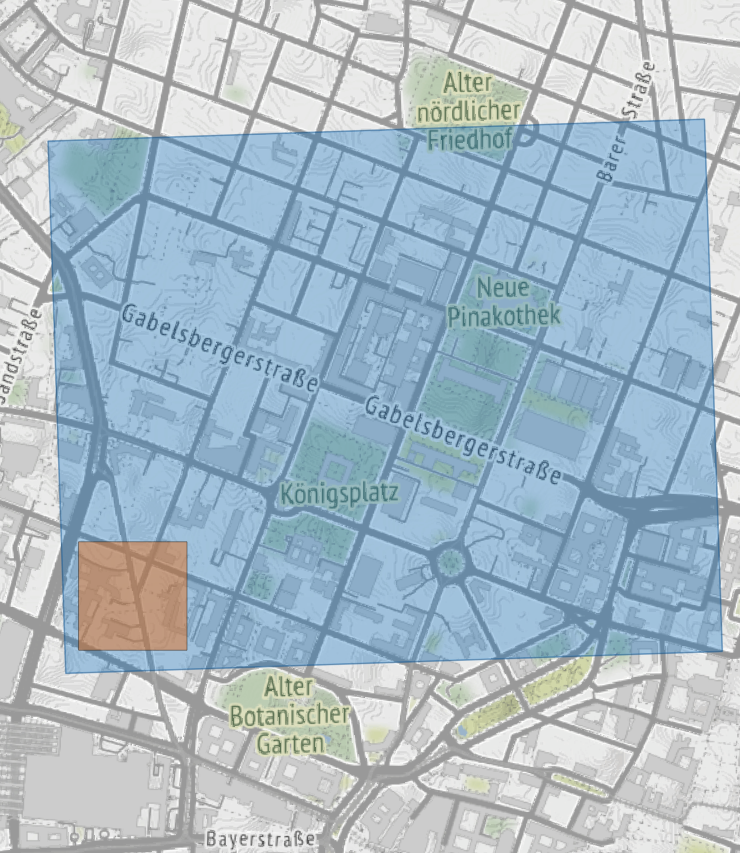 Alter
nördlicher
Friedhof
Barer Straße
Neue
Pinakothek
Gabelsbergerstraße
Sandstraße
Gabelsbergerstraße
Königsplatz
Alter
Botanischer
Garten
Bayerstraße